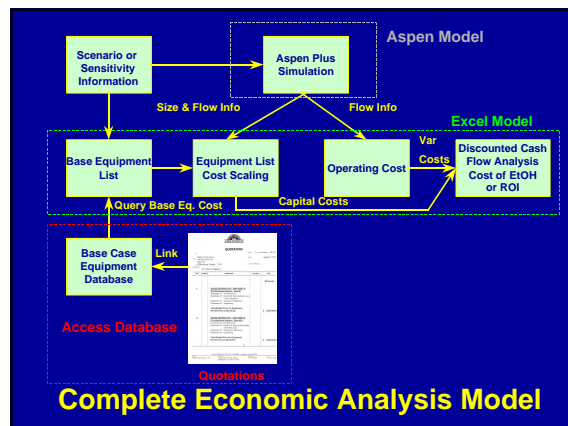 Aspen Model
Scenario or
Sensitivity
Information
Aspen Plus
Simulation
Size & Flow Info
Flow Info
Excel Model
Base Equipment
List
Equipment List
Cost Scaling
Operating Cost
Var
Costs
Discounted Cash
Flow Analysis
Cost of EtOH
or ROI
Query Base Eq. Cost
Capital Costs
Base Case
Equipment
Database
Link
QUOTATION
Access Database
Quotations
Complete Economic Analysis Model